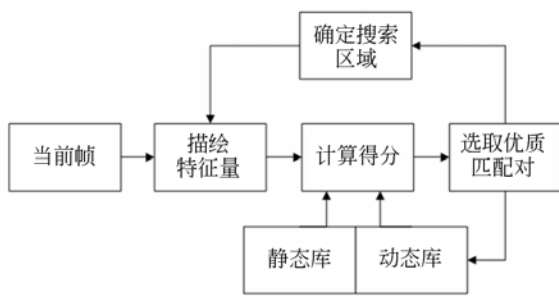 确定搜索
区域
当前帧
描绘
特征量
计算得分
选取优质
匹配对
静态库
动态库